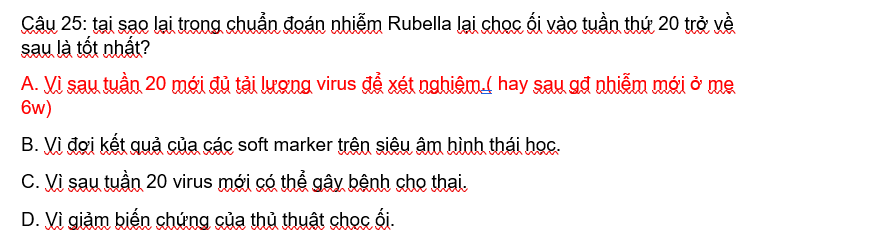 Câu 25: tại sao lại trong chuẩn đoán nhiễm Rubella lại chọc ối vào tuần thứ 20 trở về
sau là tốt nhất?
A. Vì sau tuần 20 mới đủ tải lượng virus để xét nghiệm.( hay sau gđ nhiễm mới ở mẹ
6w)
B. Vì đợi kết quả của các soft marker trên siêu âm hình thái học.
C. Vì sau tuần 20 virus mới có thể gây bệnh cho thai.
D. Vì giảm biến chứng của thủ thuật chọc ối.